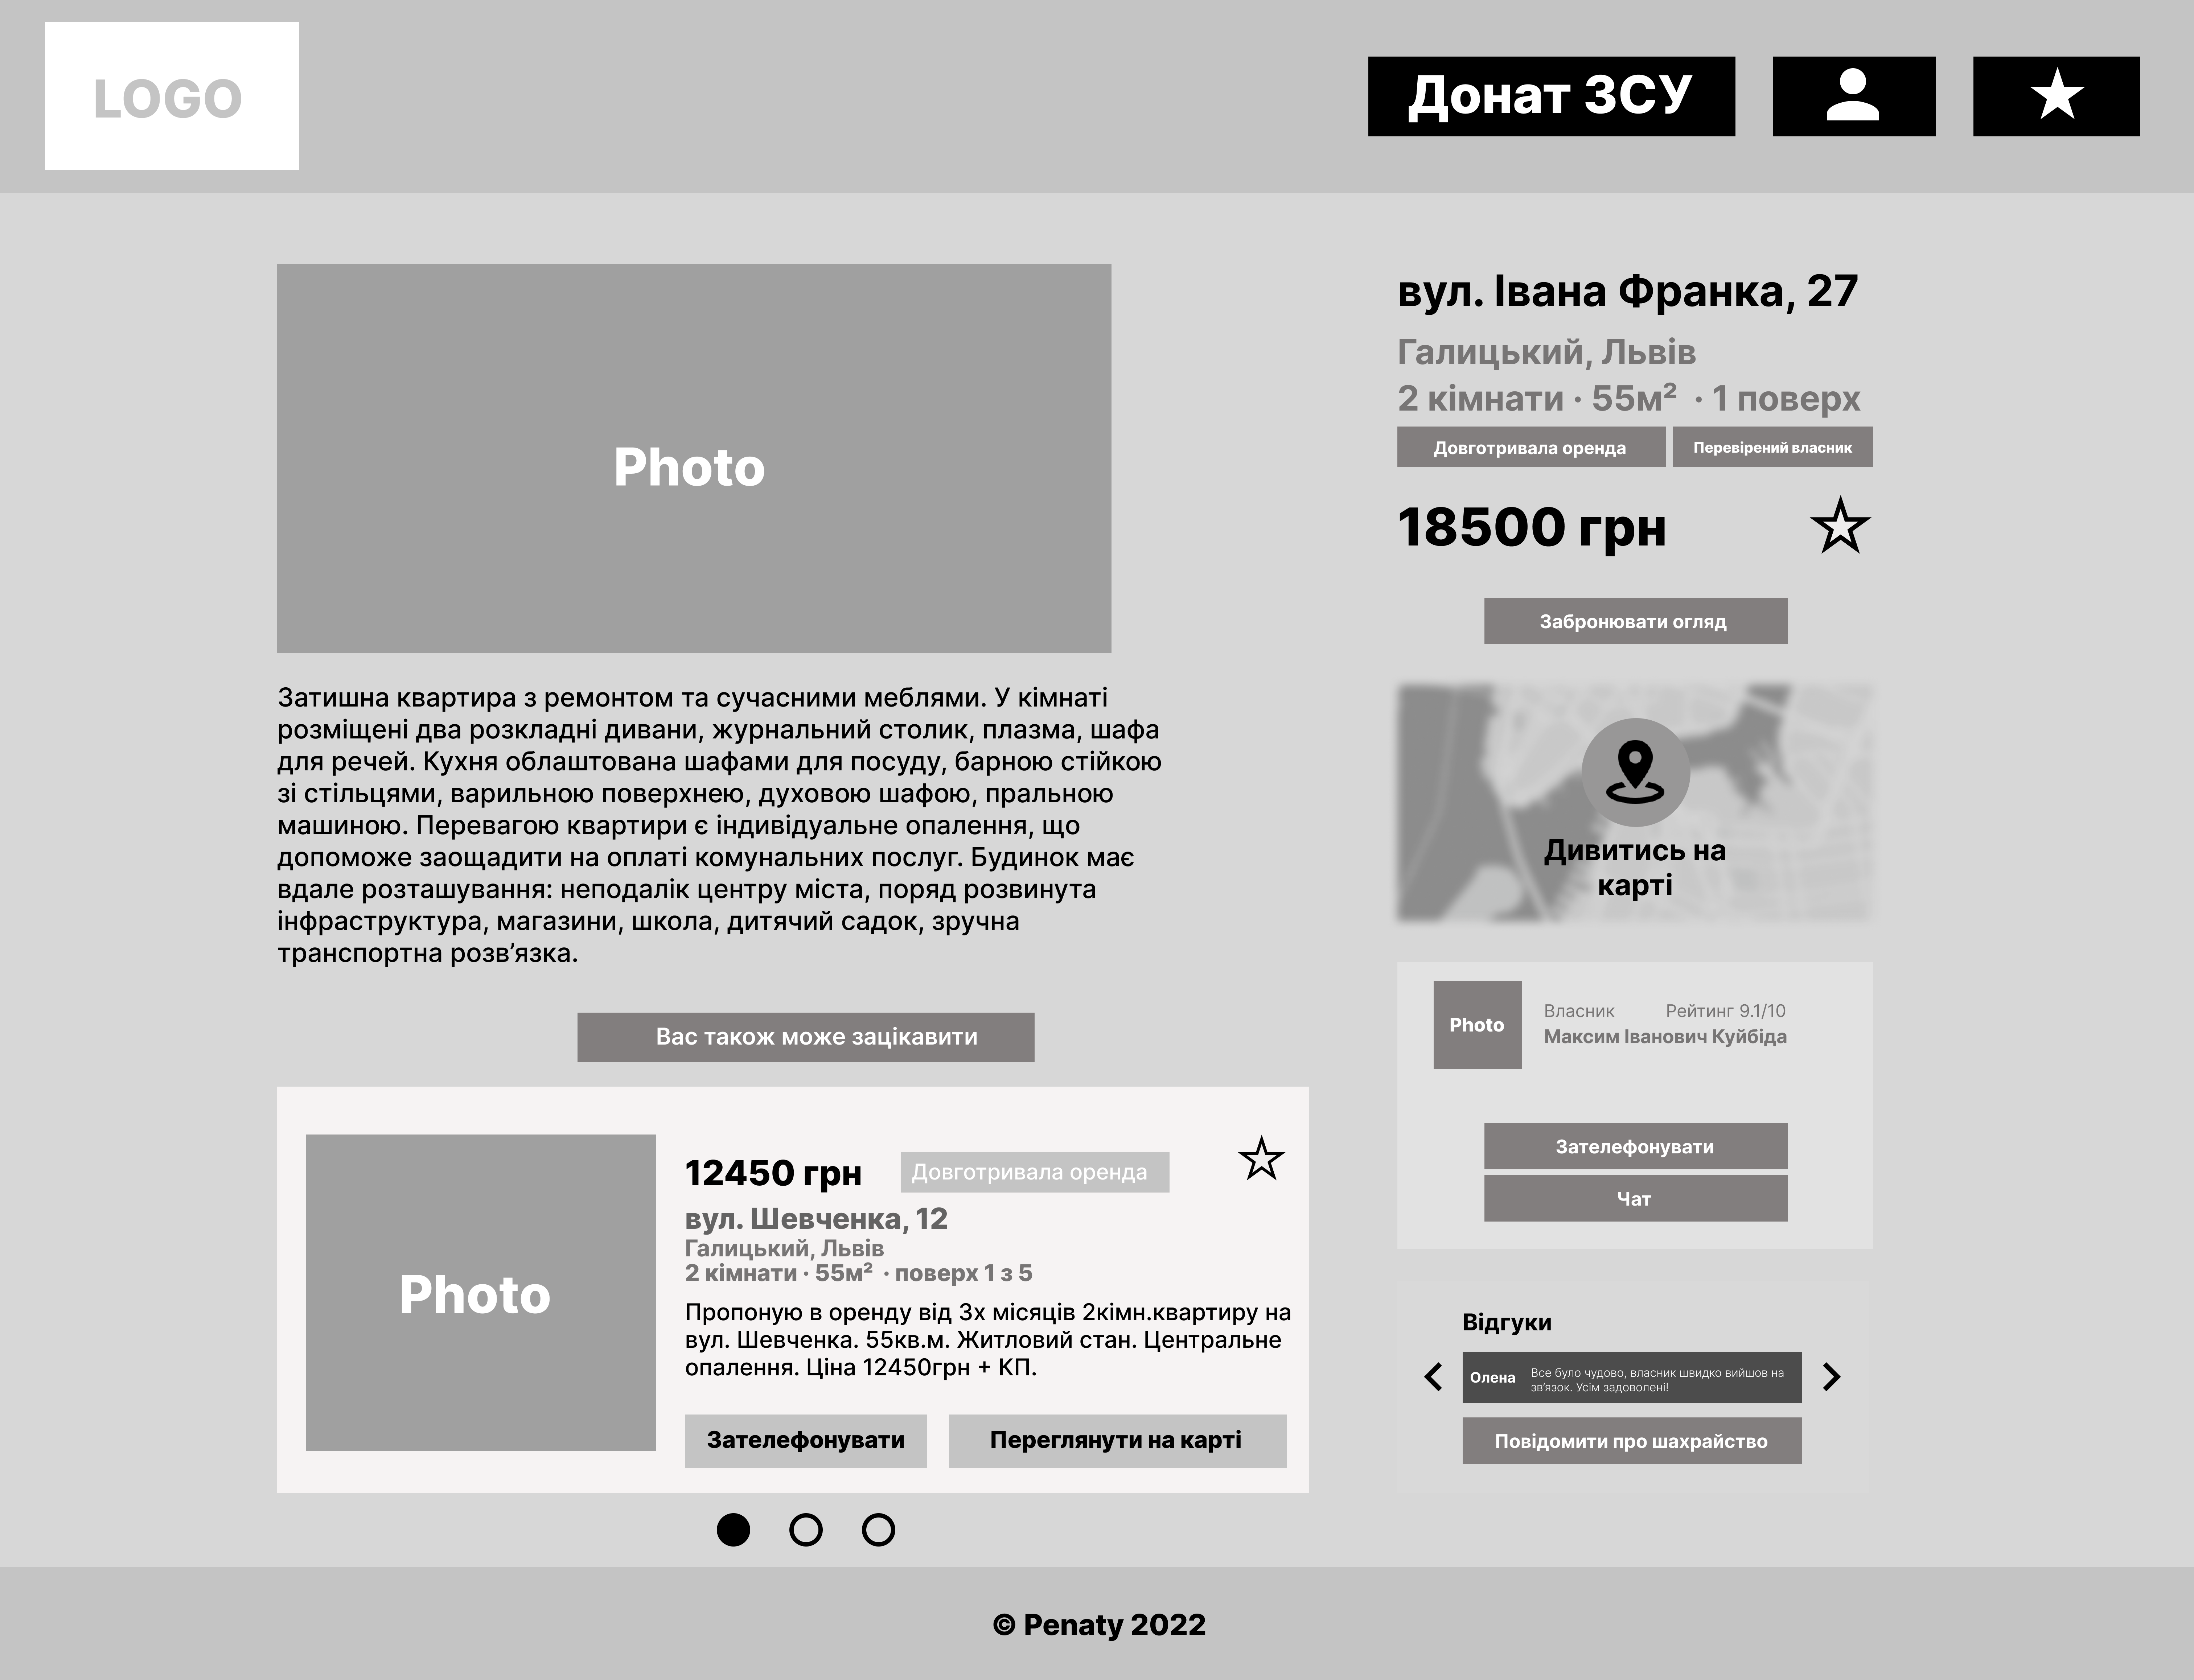 LOGO
Донат ЗСУ
Photo
Затишна квартира з ремонтом та сучасними меблями. У кімнаті
розміщені два розкладні дивани, журнальний столик, плазма, шафа
для речей. Кухня облаштована шафами для посуду, барною стійкою
зі стільцями, варильною поверхнею, духовою шафою, пральною
машиною. Перевагою квартири є індивідуальне опалення, що
допоможе заощадити на оплаті комунальних послуг. Будинок має
вдале розташування: неподалік центру міста, поряд розвинута
інфраструктура, магазини, школа, дитячий садок, зручна
транспортна розв’язка.
Вас також може зацікавити
Photo
12450 грн
Довготривала оренда
вул. Шевченка, 12
Галицький, Львів
2 кімнати · 55м² · поверх 1 з 5
Пропоную в оренду від 3х місяців 2кімн.квартиру на
вул. Шевченка. 55кв.м. Житловий стан. Центральне
опалення. Ціна 12450грн + КП.
Зателефонувати
Переглянути на карті
вул. Івана Франка, 27
Галицький, Львів
2 кімнати · 55м² · 1 поверх
Довготривала оренда
Перевірений власник
18500 грн
Забронювати огляд
Дивитись на
карті
Photo
Власник
Рейтинг 9.1/10
Максим Іванович Куйбіда
Зателефонувати
Чат
Відгуки
Олена
Все було чудово, власник швидко вийшов на
зв’язок. Усім задоволені!
Повідомити про шахрайство
© Penaty 2022